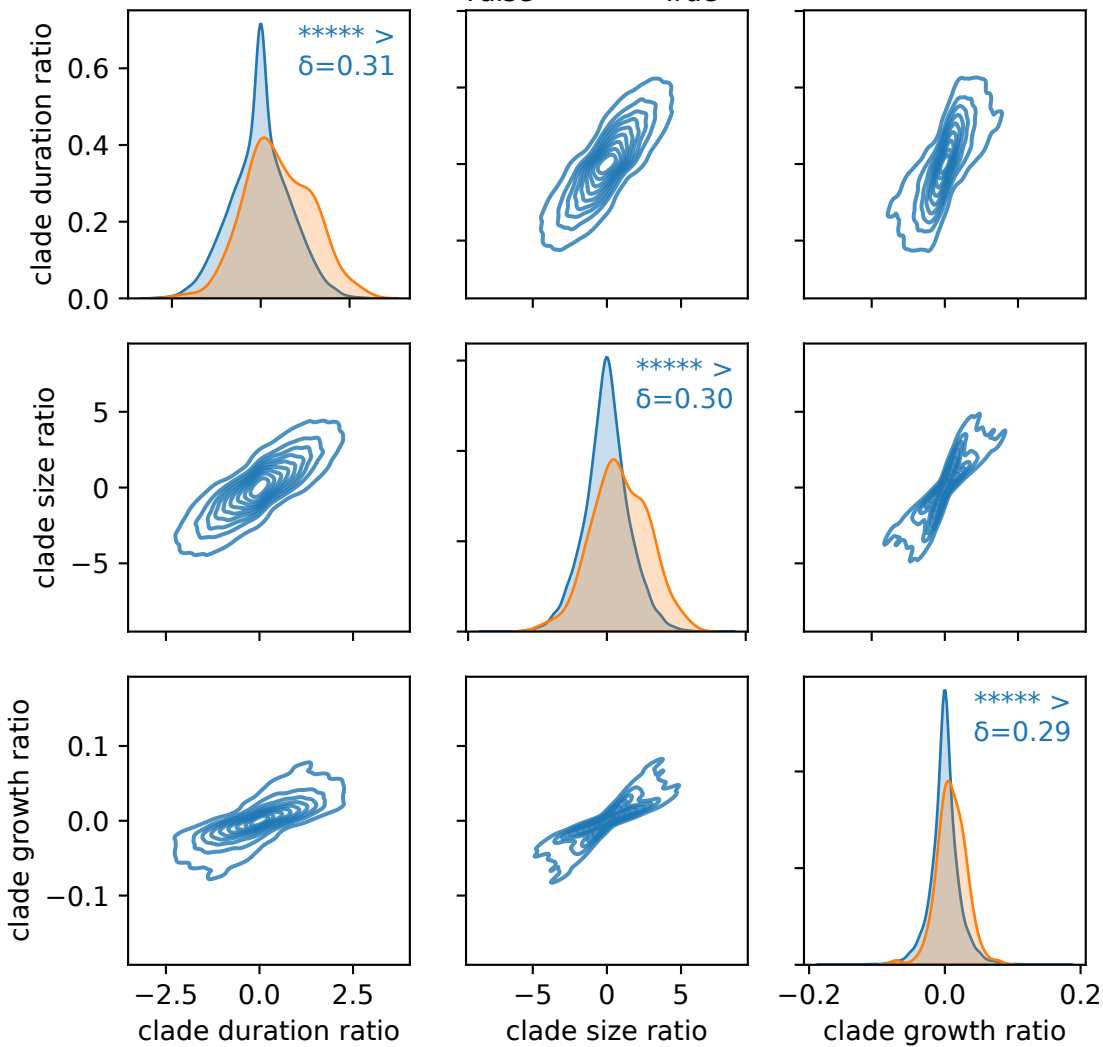 ***** >
δ=0.31
clade duration ratio
0.6
0.4
0.2
0.0
***** >
δ=0.30
clade size ratio
5
0
−5
***** >
δ=0.29
clade growth ratio
0.1
0.0
−0.1
−2.5 0.0 2.5 −5 0 5 −0.2 0.0 0.2
clade duration ratio clade size ratio clade growth ratio